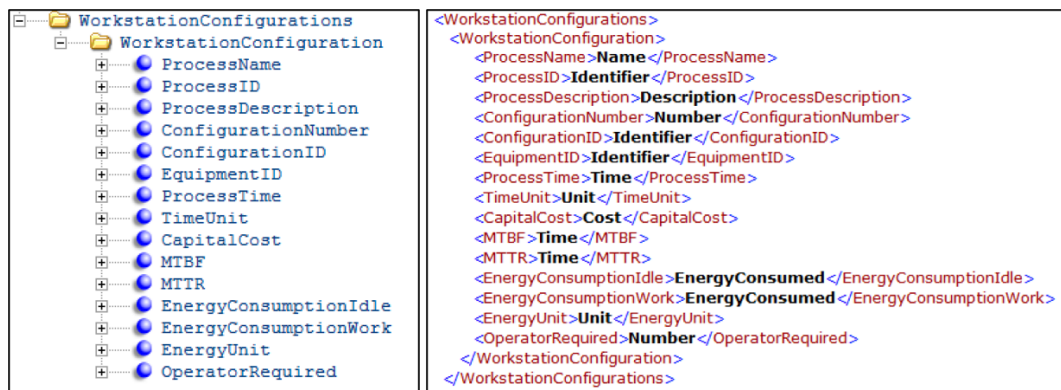 WorkstationConfigurations
WorkstationConfiguration
ProcessName
ProcessID
ProcessDescription
ConfigurationNumber
ConfigurationID
EquipmentID
ProcessTime
TimeUnit
CapitalCost
MTBF
MTTR
EnergyConsumptionIdle
EnergyConsumptionWork
EnergyUnit
OperatorRequired
<WorkstationConfigurations>
<WorkstationConfiguration>
<ProcessName>Name</ProcessName>
<ProcessID>Identifier</ProcessID>
<ProcessDescription>Description</ProcessDescription>
<ConfigurationNumber>Number</ConfigurationNumber>
<ConfigurationID>Identifier</ConfigurationID>
<EquipmentID>Identifier</EquipmentID>
<ProcessTime>Time</ProcessTime>
<TimeUnit>Unit</TimeUnit>
<CapitalCost>Cost</CapitalCost>
<MTBF>Time</MTBF>
<MTTR>Time</MTTR>
<EnergyConsumptionIdle>EnergyConsumed</EnergyConsumptionIdle>
<EnergyConsumptionWork>EnergyConsumed</EnergyConsumptionWork>
<EnergyUnit>Unit</EnergyUnit>
<OperatorRequired>Number</OperatorRequired>
</WorkstationConfiguration>
</WorkstationConfigurations>